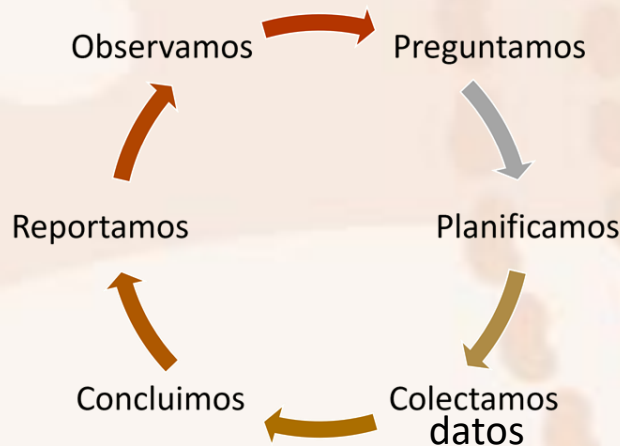 Observamos
Preguntamos
Planificamos
Colectamos
datos
Concluimos
Reportamos